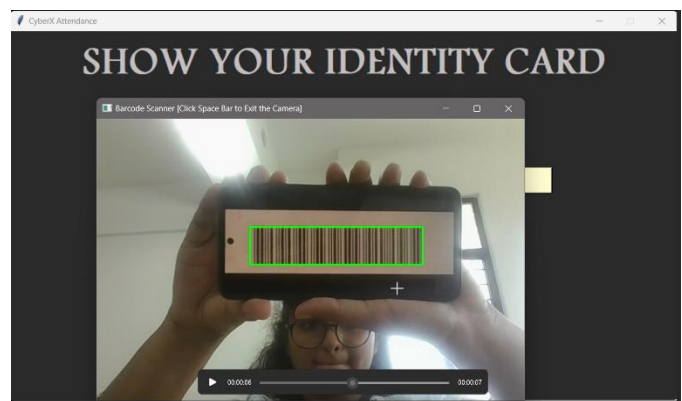 CyberX Attendance
SHOW YOUR IDENTITY CARD
Barcode Scanner [Click Space Bar to Exit the Camera]
00:00:06
00:00:07